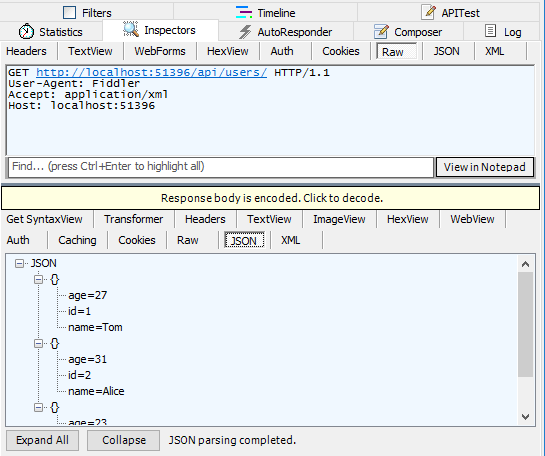 Filters Timeline APITest
Statistics Inspectors AutoResponder Composer Log
Headers TextView WebForms HexView Auth Cookies Raw JSON XML
GET http://localhost:51396/api/users/ HTTP/1.1
User-Agent: Fiddler
Accept: application/xml
Host: localhost:51396
Find... (press Ctrl+Enter to highlight all) View in Notepad
Response body is encoded. Click to decode.
Get SyntaxView Transformer Headers TextView ImageView HexView WebView
Auth Caching Cookies Raw JSON XML
JSON
{}
age=27
id=1
name=Tom
{}
age=31
id=2
name=Alice
{}
age=23
Expand All Collapse JSON parsing completed.